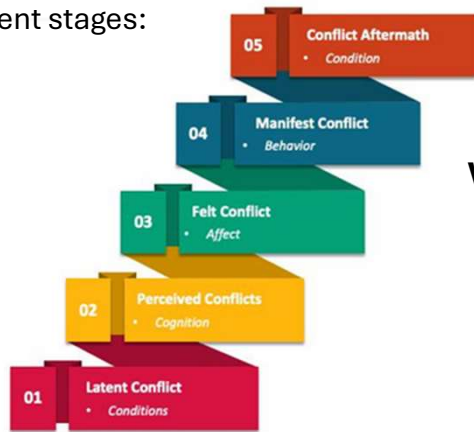 ent stages:
05
Conflict Aftermath
• Condition
04
Manifest Conflict
• Behavior
03
Felt Conflict
• Affect
02
Perceived Conflicts
• Cognition
01
Latent Conflict
• Conditions